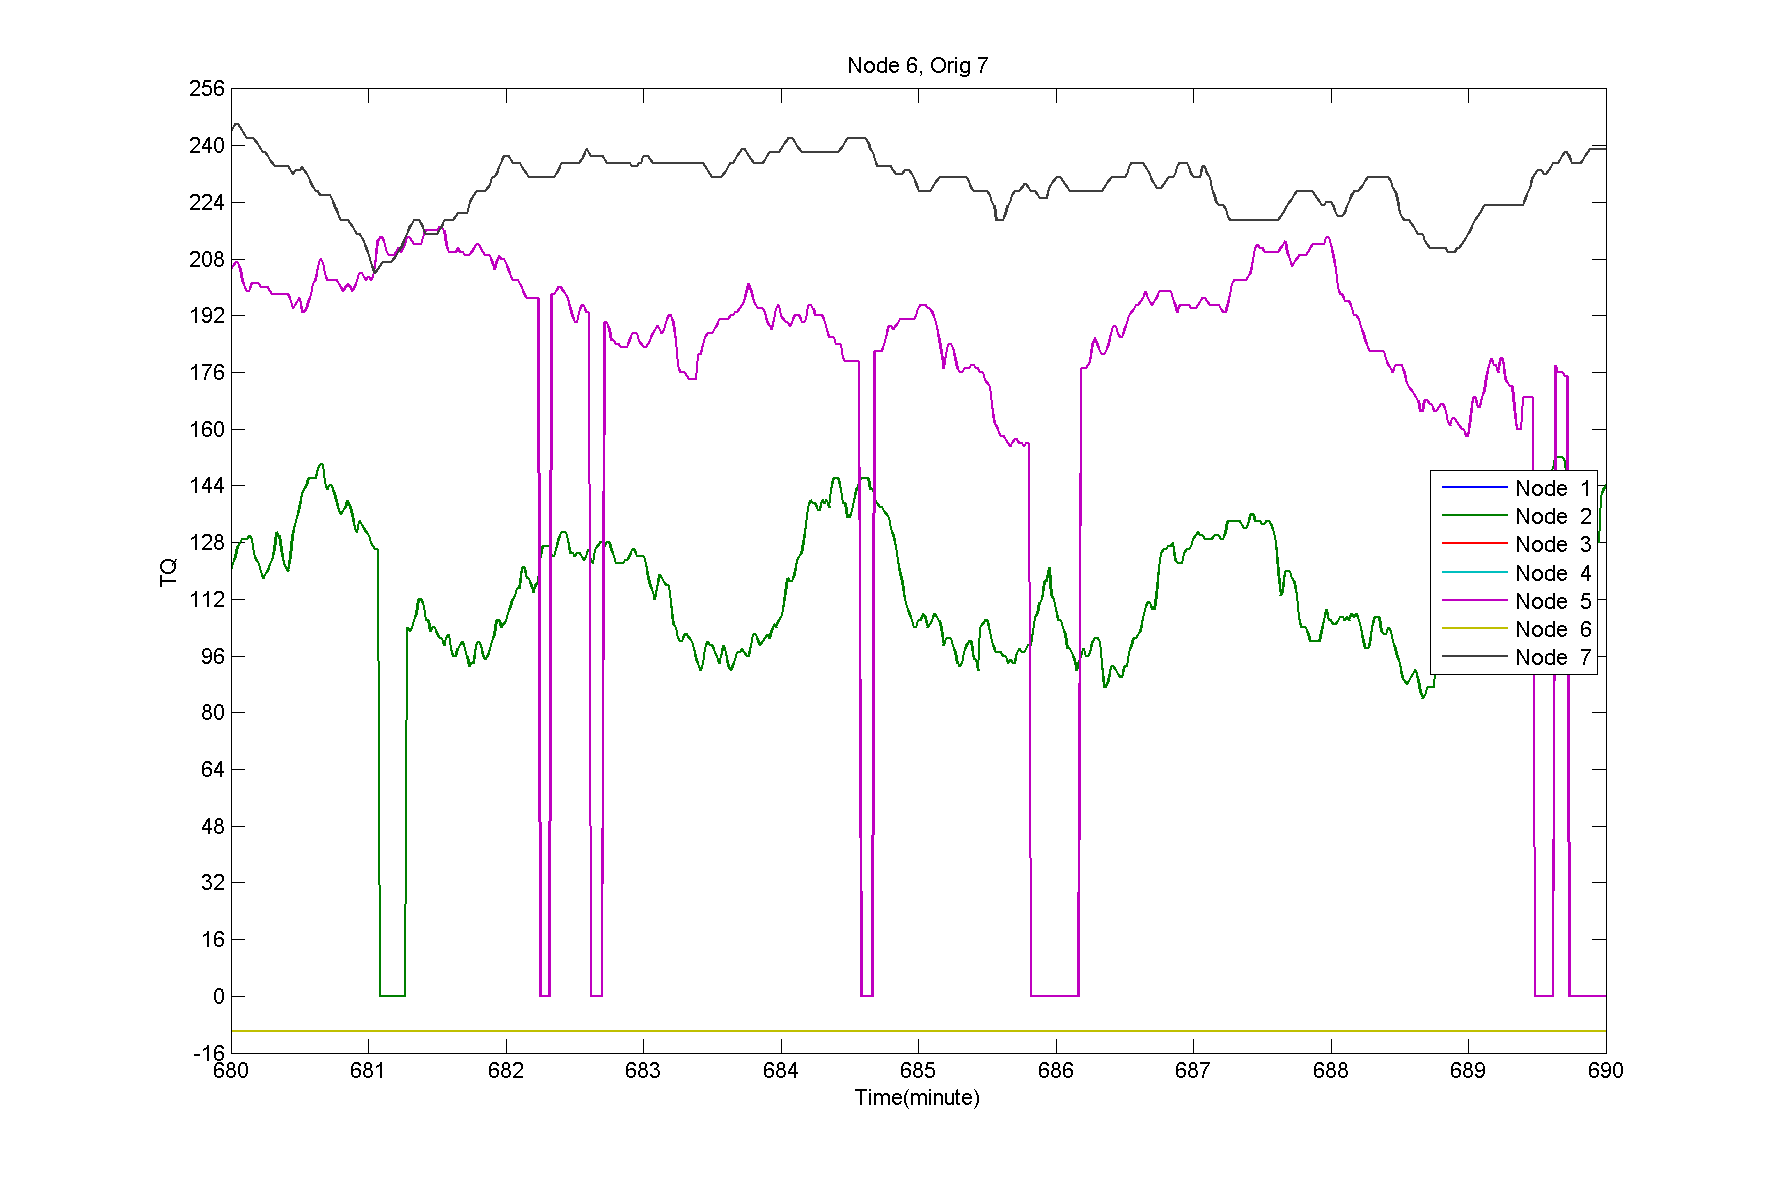 Node 6, Orig 7
256
240
224
208
192
176
160
144
128
112
96
80
64
48
32
16
0
-16
TQ
680 681 682 683 684 685 686 687 688 689 690
Time(minute)
Node 1
Node 2
Node 3
Node 4
Node 5
Node 6
Node 7